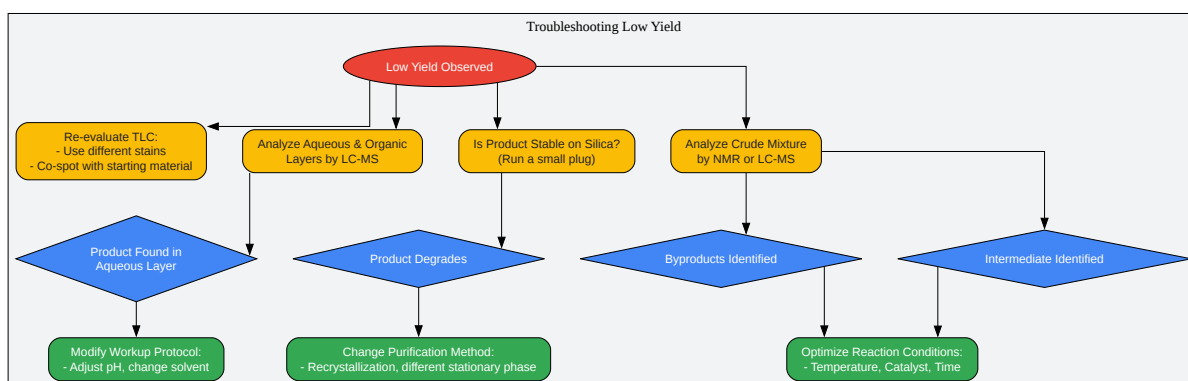 Troubleshooting Low Yield
Low Yield Observed
Re-evaluate TLC:
- Use different stains
- Co-spot with starting material
Analyze Aqueous & Organic
Layers by LC-MS
Is Product Stable on Silica?
(Run a small plug)
Analyze Crude Mixture
by NMR or LC-MS
Product Found in
Aqueous Layer
Product Degrades
Byproducts Identified
Intermediate Identified
Modify Workup Protocol:
- Adjust pH, change solvent
Change Purification Method:
- Recrystallization, different stationary phase
Optimize Reaction Conditions:
- Temperature, Catalyst, Time